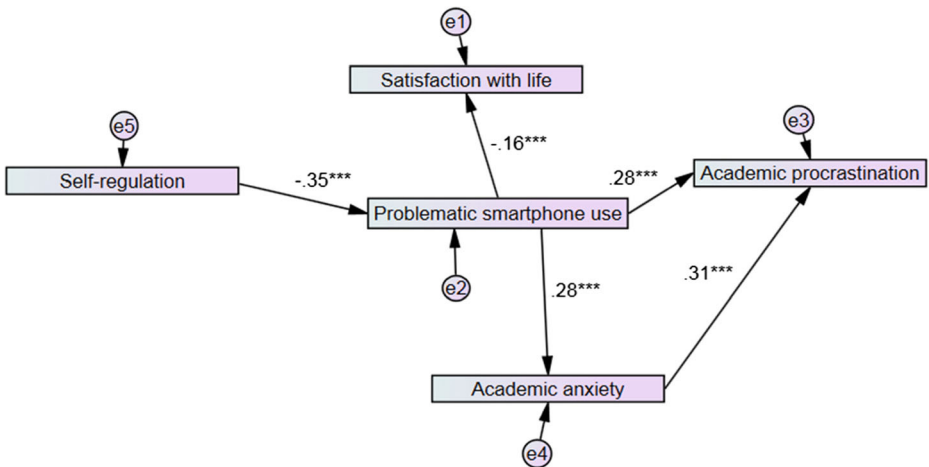 e1
Satisfaction with life
e5
e3
-.16***
Self-regulation
-.35***
.28***
Academic procrastination
Problematic smartphone use
e2
.28***
.31***
Academic anxiety
e4